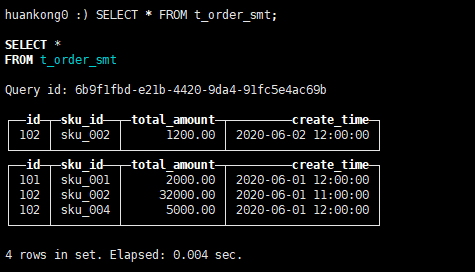 huankong0 :) SELECT * FROM t_order_smt;
SELECT *
FROM t_order_smt
Query id: 6b9f1fbd-e21b-4420-9da4-91fc5e4ac69b
id sku_id total_amount create_time
102 sku_002 1200.00 2020-06-02 12:00:00
id sku_id total_amount create_time
101 sku_001 2000.00 2020-06-01 12:00:00
102 sku_002 32000.00 2020-06-01 11:00:00
102 sku_004 5000.00 2020-06-01 12:00:00
4 rows in set. Elapsed: 0.004 sec.